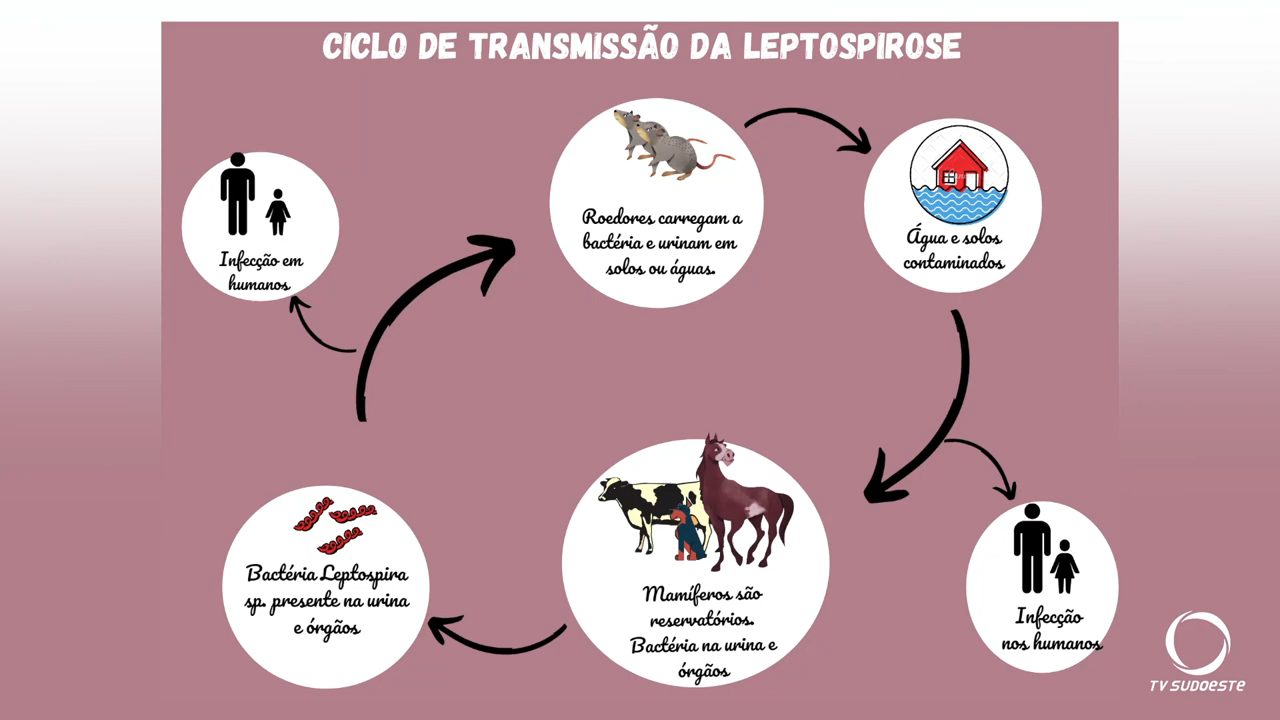 CICLO DE TRANSMISSÃO DA LEPTOSPIROSE
Roedores carregam a
bactéria e urinam em
solos ou águas.
Água e solos
contaminados
Infecção em
humanos
Mamíferos são
reservatórios.
Bactéria na urina e
órgãos
Infecção
nos humanos
Bactéria Leptospira
sp. presente na urina
e órgãos
TV SUDOESTE